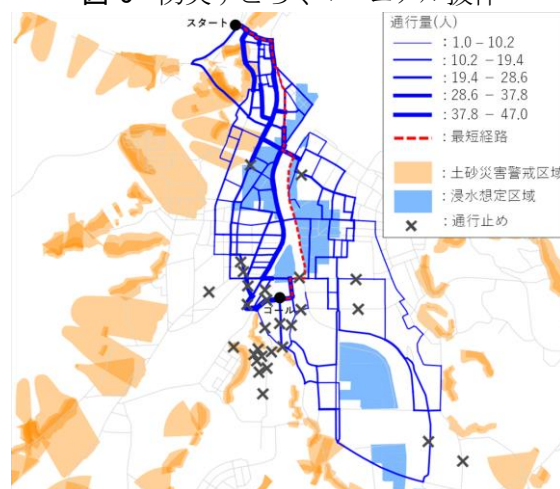 スタート
通行量(人)
: 1.0 – 10.2
: 10.2 – 19.4
: 19.4 – 28.6
: 28.6 – 37.8
: 37.8 – 47.0
: 最短経路
: 土砂災害警戒区域
: 浸水想定区域
: 通行止め
ゴール